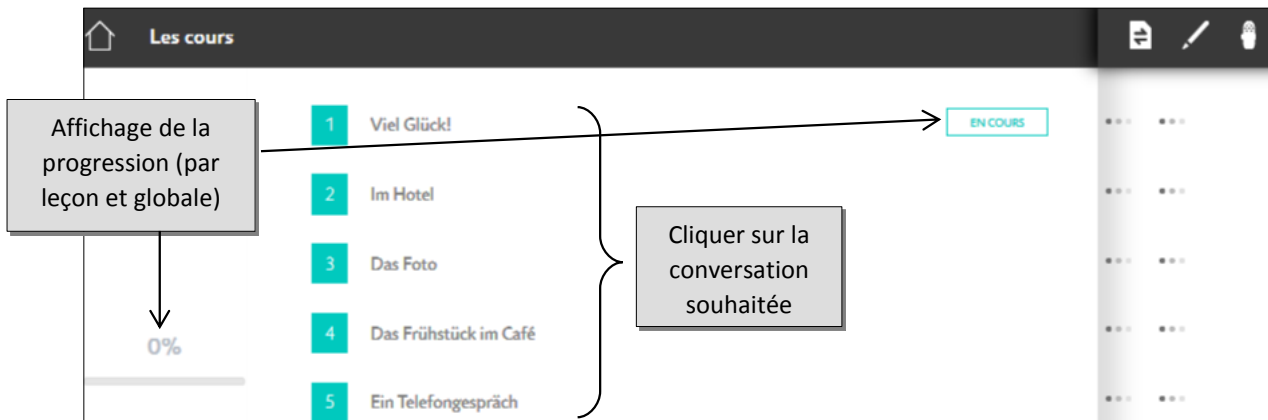 Les cours
Affichage de la
progression (par
leçon et globale)
1 Viel Glück!
EN COURS
2 Im Hotel
3 Das Foto
Cliquer sur la
conversation
souhaitée
4 Das Frühstück im Café
0%
5 Ein Telefongespräch